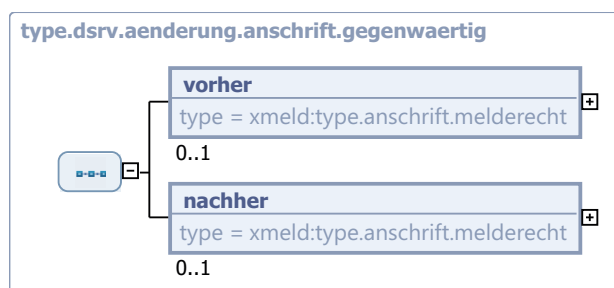 type.dsrv.aenderung.anschrift.gegenwaertig
vorher
type = xmeld:type.anschrift.melderecht
0..1
nachher
type = xmeld:type.anschrift.melderecht
0..1